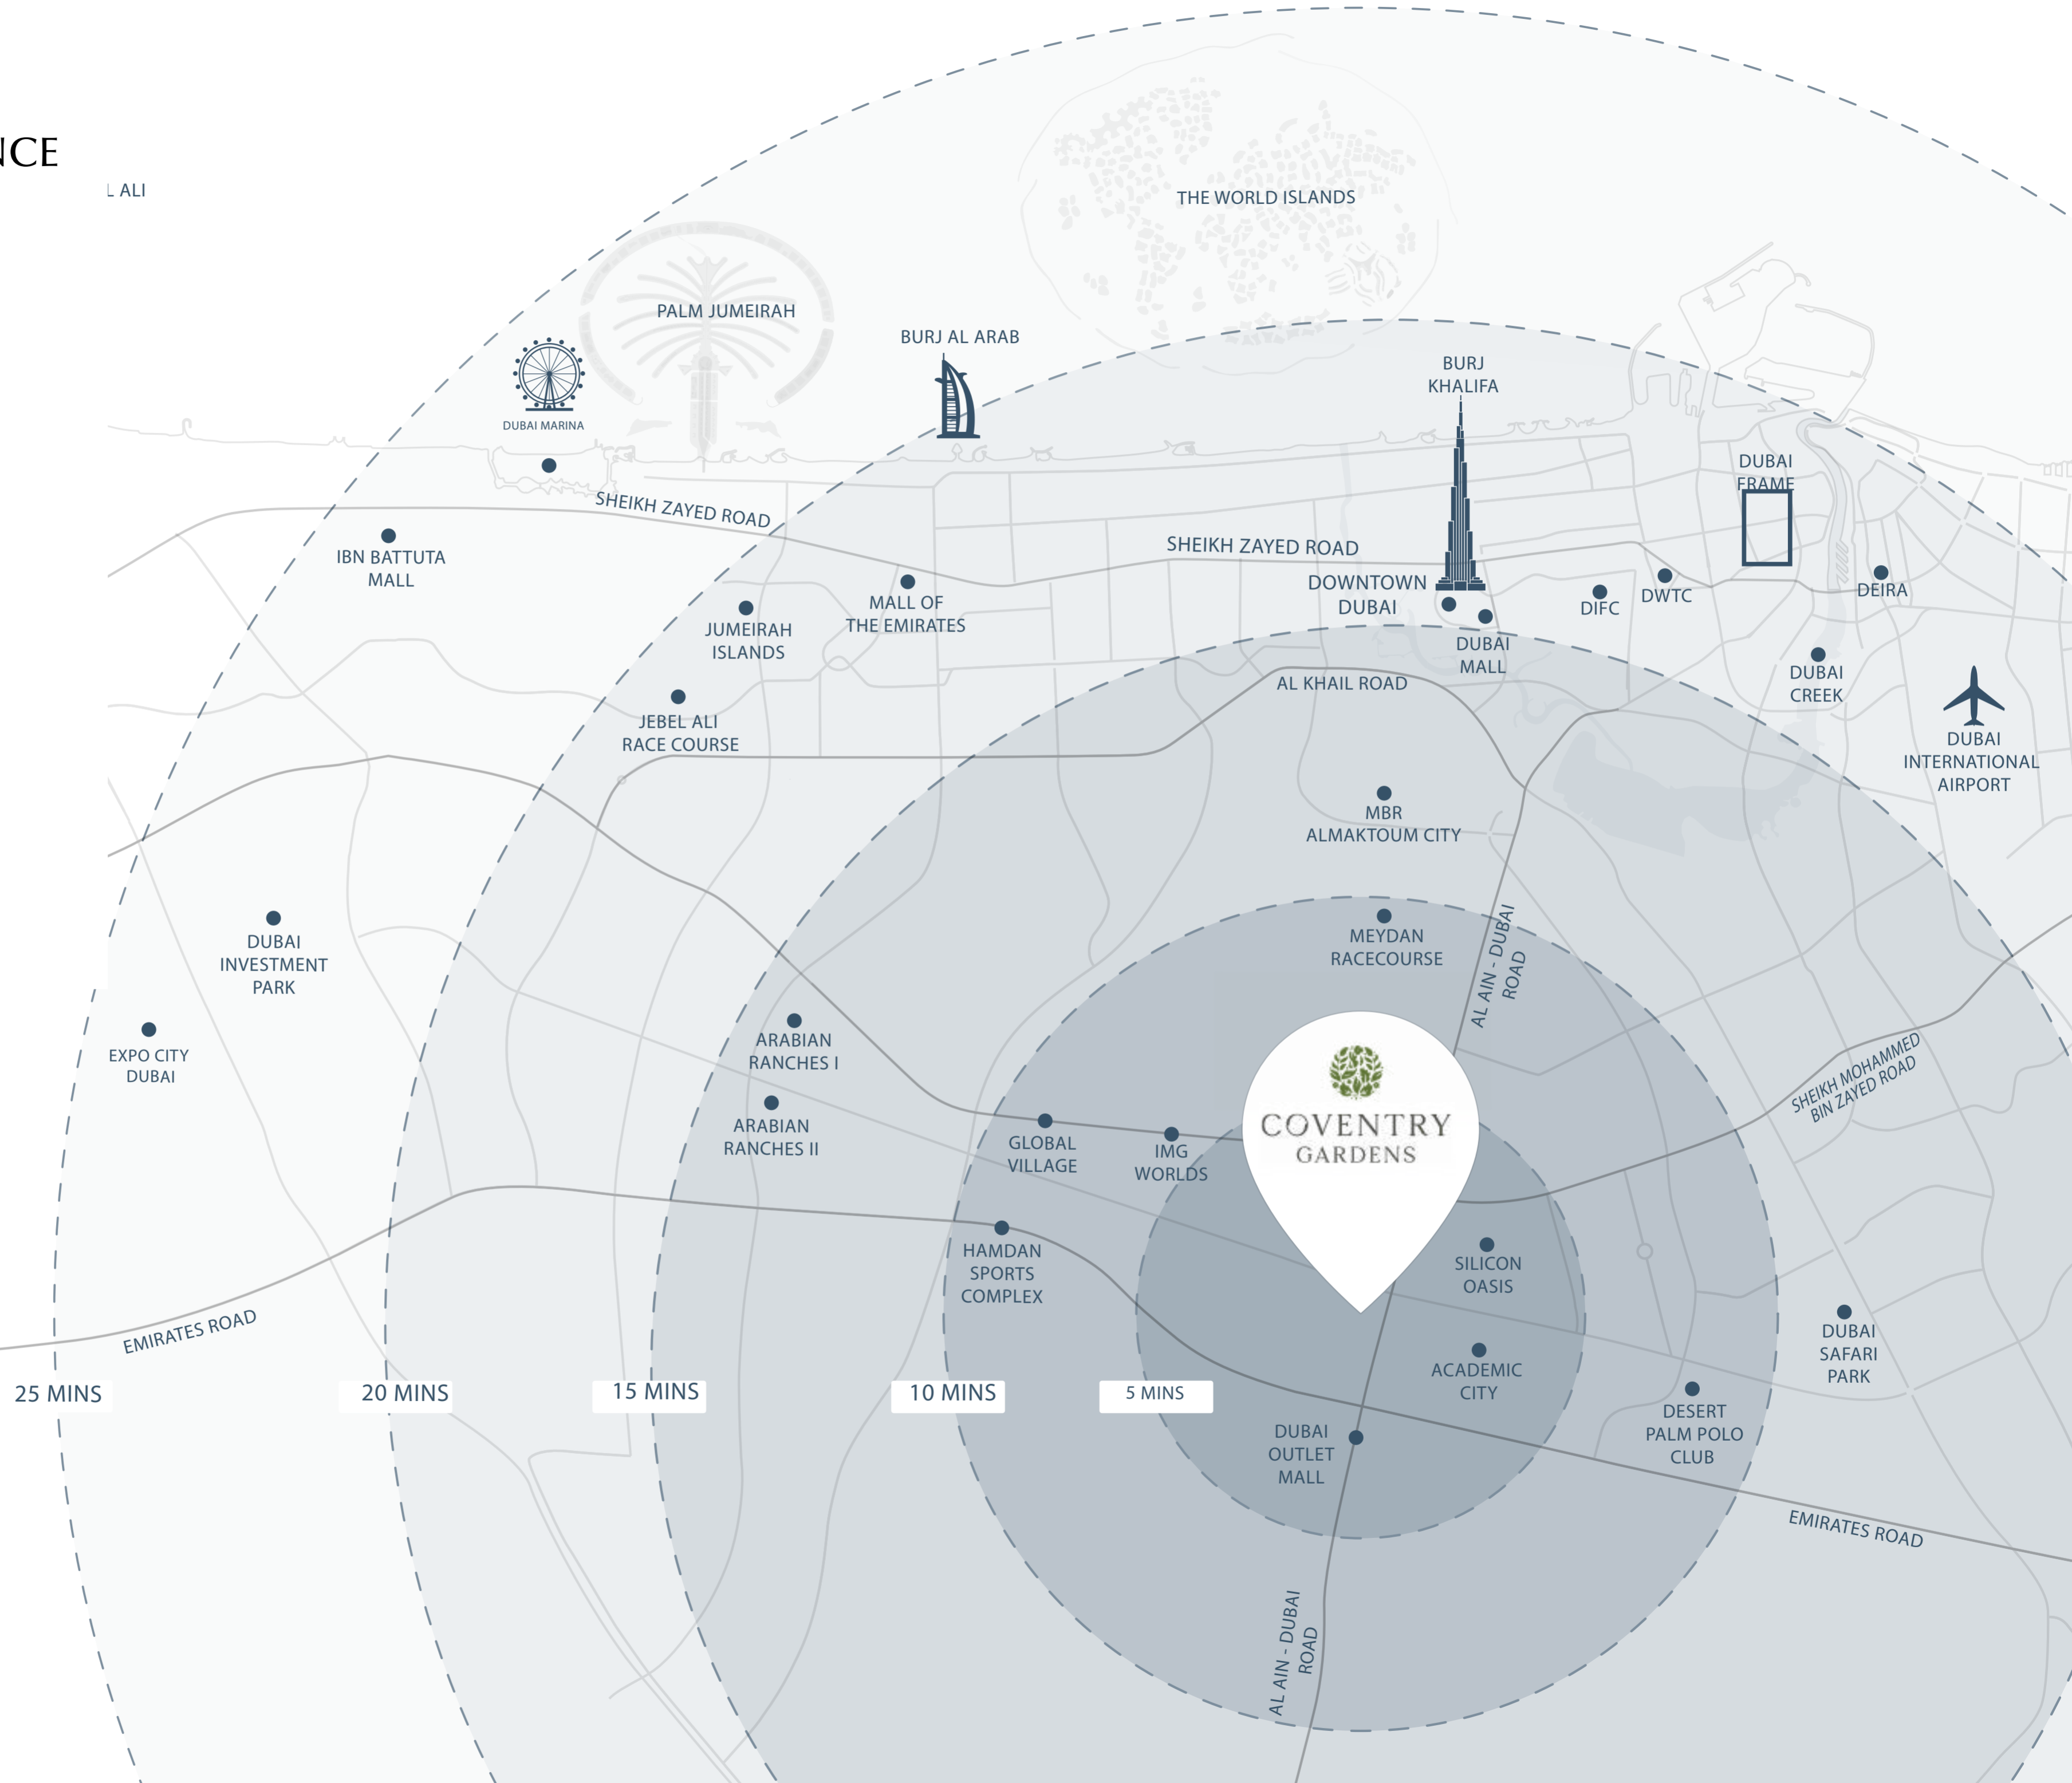 NCE
L ALI
THE WORLD ISLANDS
PALM JUMEIRAH
BURJ AL ARAB
DUBAI MARINA
BURJ
KHALIFA
DUBAI
FRAME
SHEIKH ZAYED ROAD
SHEIKH ZAYED ROAD
IBN BATTUTA
MALL
DOWNTOWN
DUBAI
MALL OF
THE EMIRATES
JUMEIRAH
ISLANDS
DIFC
DWTC
DEIRA
DUBAI
MALL
DUBAI
CREEK
AL KHAIL ROAD
JEBEL ALI
RACE COURSE
DUBAI
INTERNATIONAL
AIRPORT
MBR
ALMAKTOUM CITY
DUBAI
INVESTMENT
PARK
MEYDAN
RACECOURSE
AL AIN - DUBAI
ROAD
EXPO CITY
DUBAI
ARABIAN
RANCHES I
ARABIAN
RANCHES II
SHEIKH MOHAMMED
BIN ZAYED ROAD
COVENTRY
GARDENS
GLOBAL
VILLAGE
IMG
WORLDS
HAMDAN
SPORTS
COMPLEX
SILICON
OASIS
EMIRATES ROAD
DUBAI
SAFARI
PARK
ACADEMIC
CITY
25 MINS
20 MINS
15 MINS
10 MINS
5 MINS
DESERT
PALM POLO
CLUB
DUBAI
OUTLET
MALL
EMIRATES ROAD
AL AIN - DUBAI
ROAD